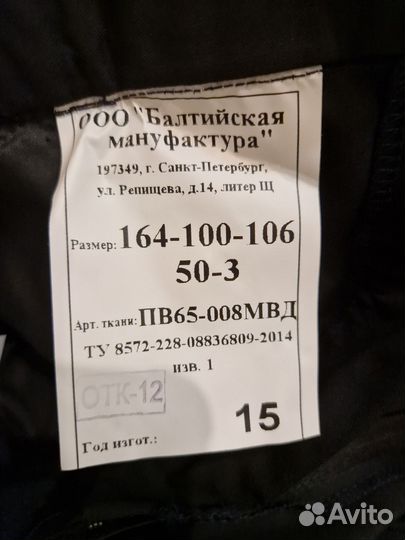 ООО "Балтийская
мануфактура"
197349, г. Санкт-Петербург,
ул. Репищева, д.14, литер Щ
Размер: 164-100-106
50-3
Арт. ткани: ПВ65-008МВД
ТУ 8572-228-08836809-2014
изв. 1
ОТК-12
15
Год изгот.:
Avito